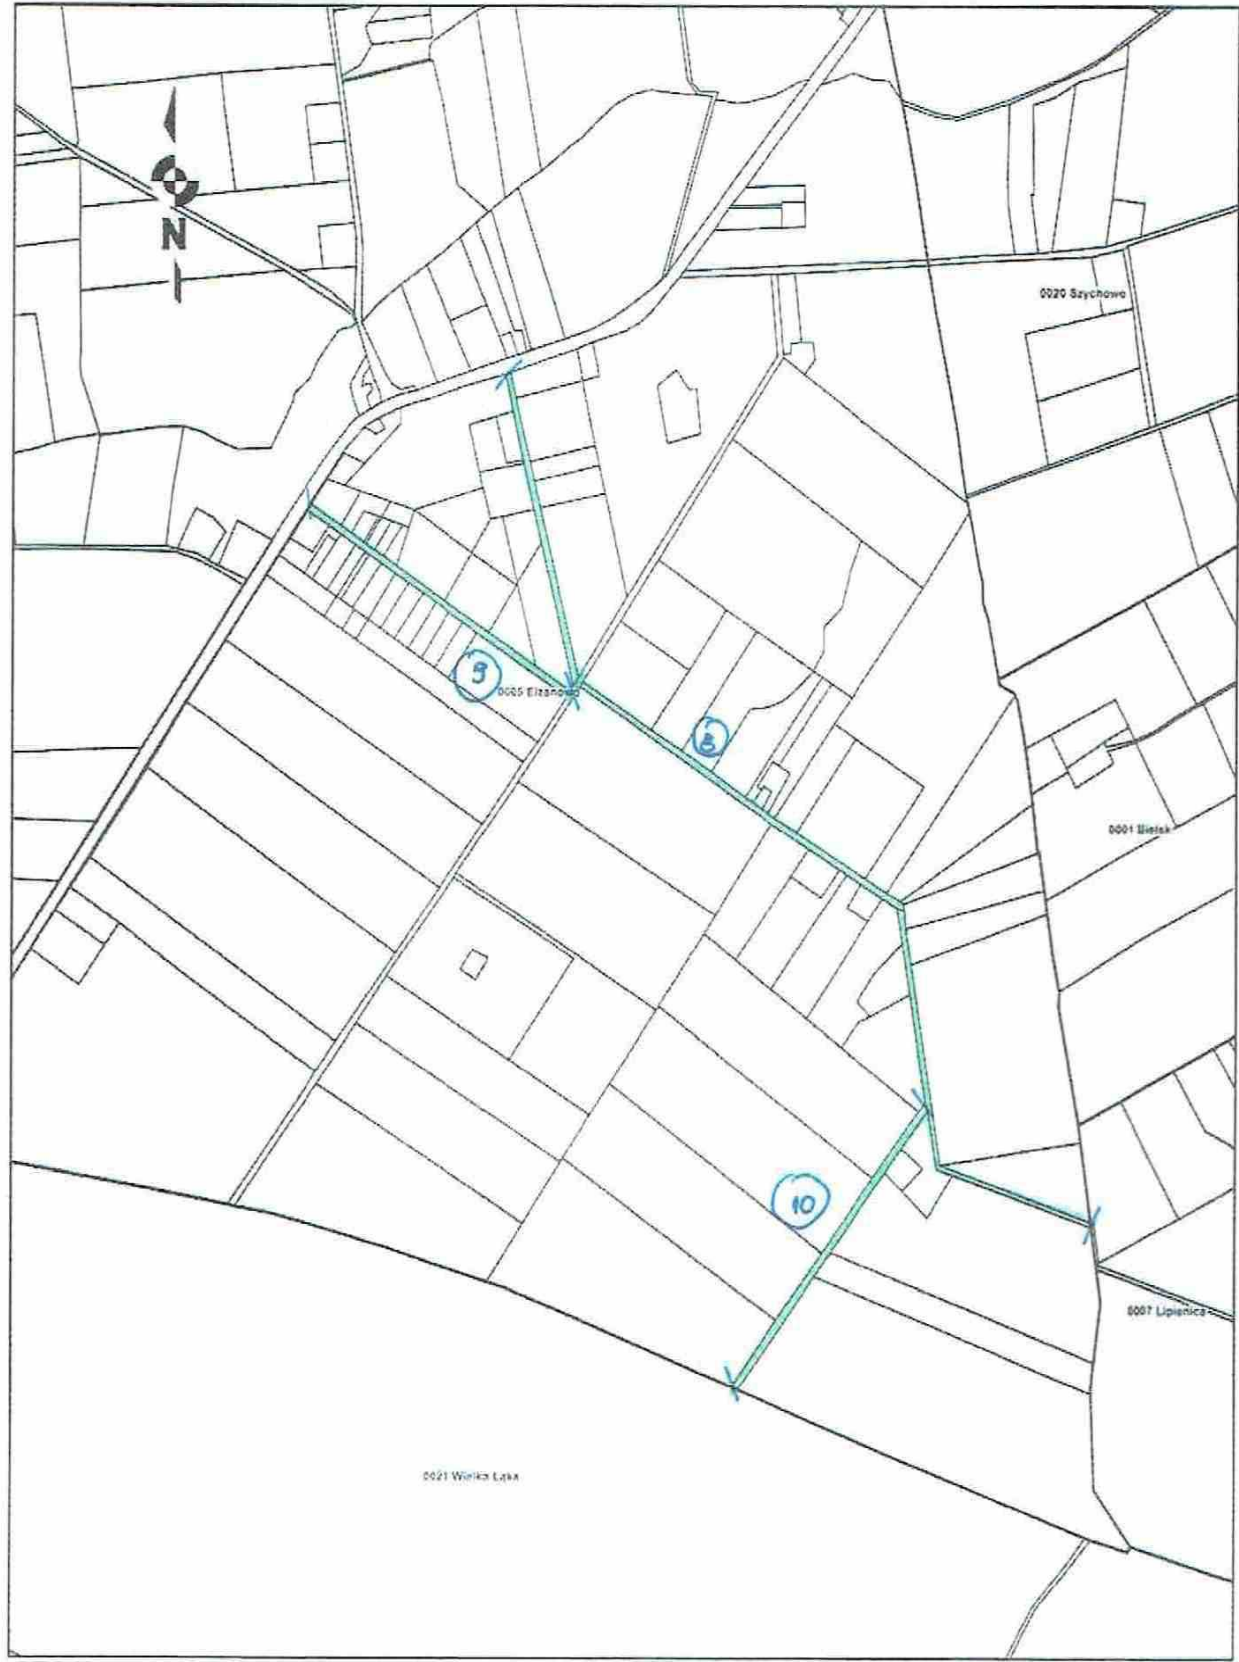 N
0020 Szychowo
9
0005 Elzanowo
8
0001 Bielsk
10
0007 Lipienica
0021 Wielka Łąka